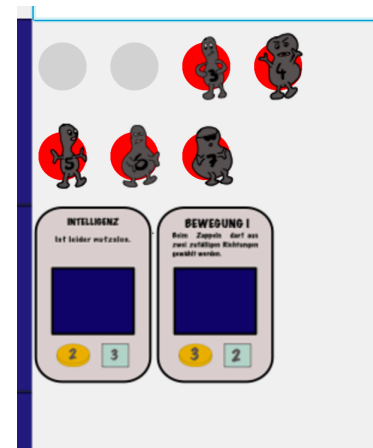 3 4
5 6 7
INTELLIGENZ
Ist leider nutzlos.
2 3
BEWEGUNG I
Beim Zappeln darf aus
zwei zufälligen Richtungen
gewählt werden.
3 2